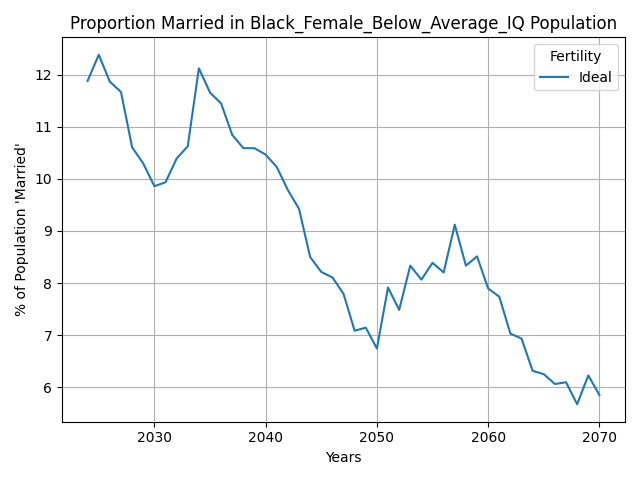 Proportion Married in Black_Female_Below_Average_IQ Population
Fertility
Ideal
% of Population 'Married'
12
11
10
9
8
7
6
2030 2040 2050 2060 2070
Years